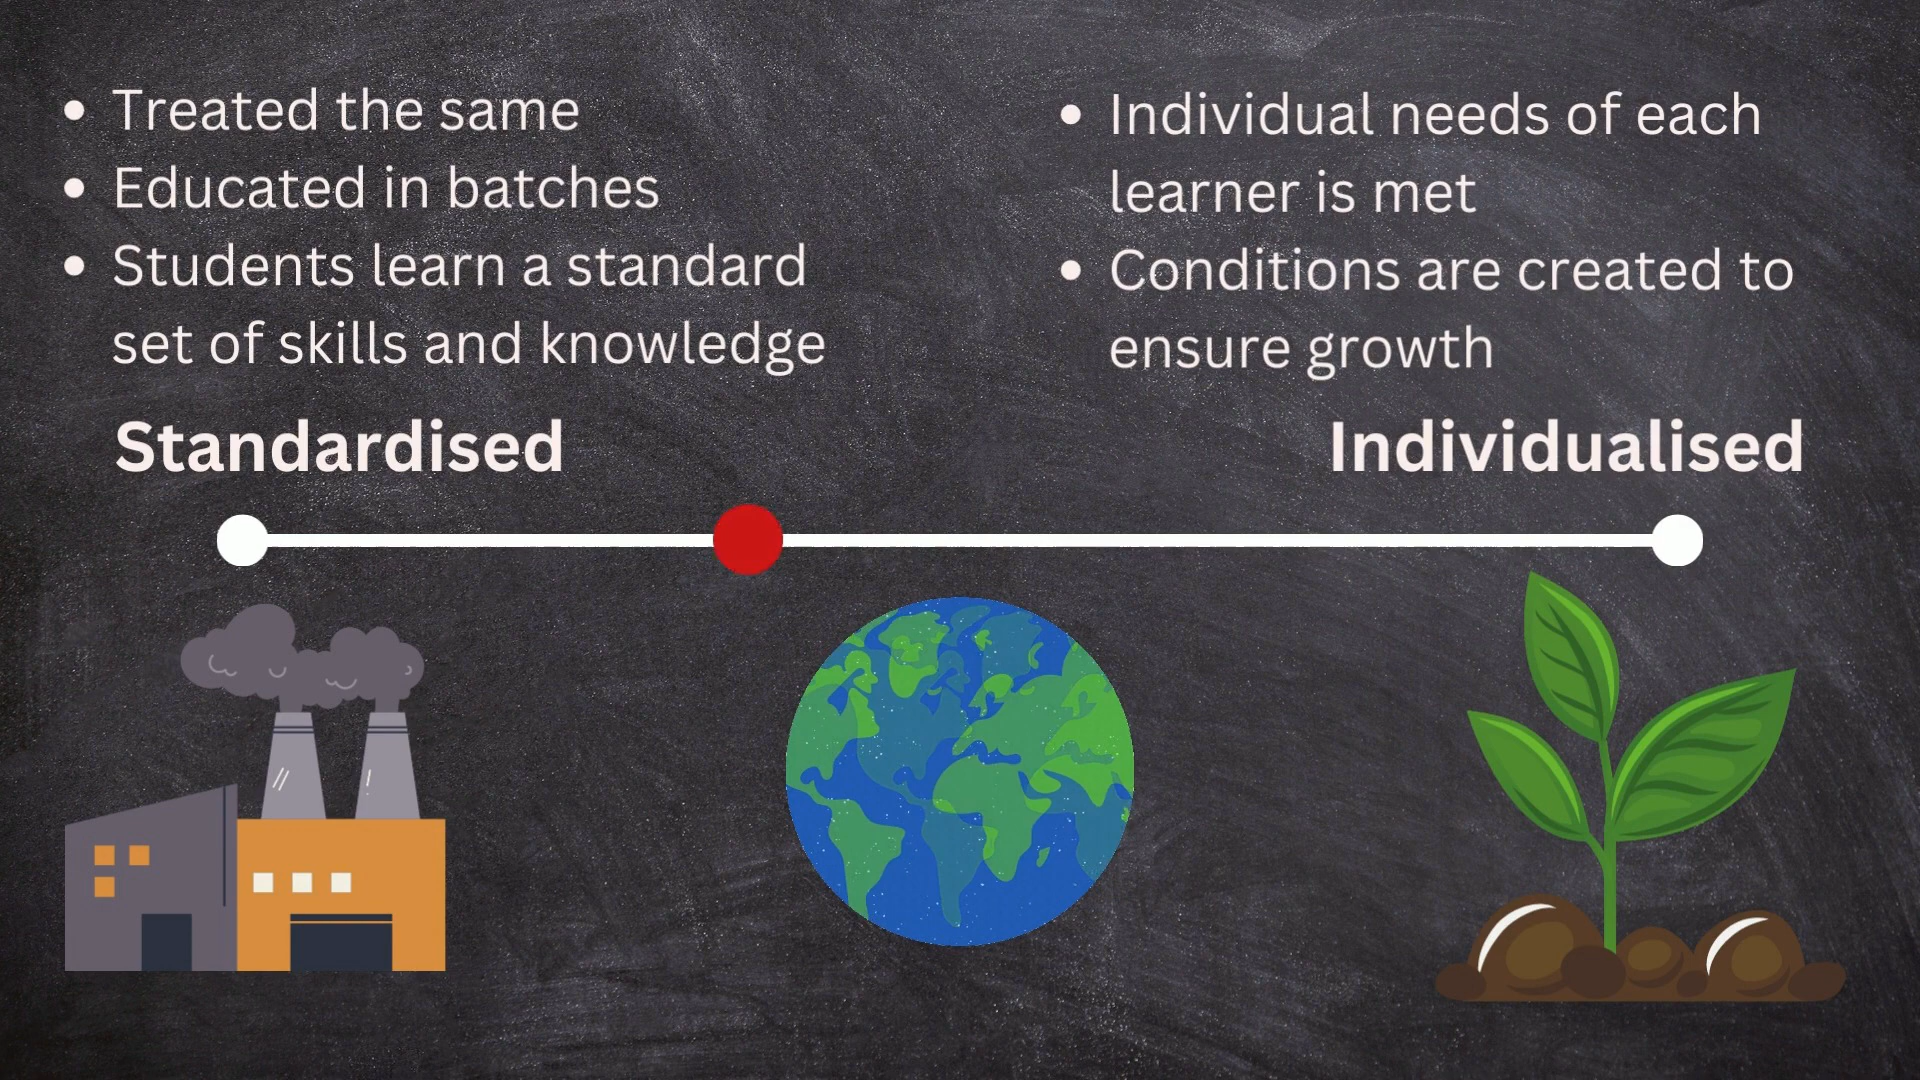 Treated the same
Educated in batches
Students learn a standard
set of skills and knowledge
Standardised
Individual needs of each
learner is met
Conditions are created to
ensure growth
Individualised